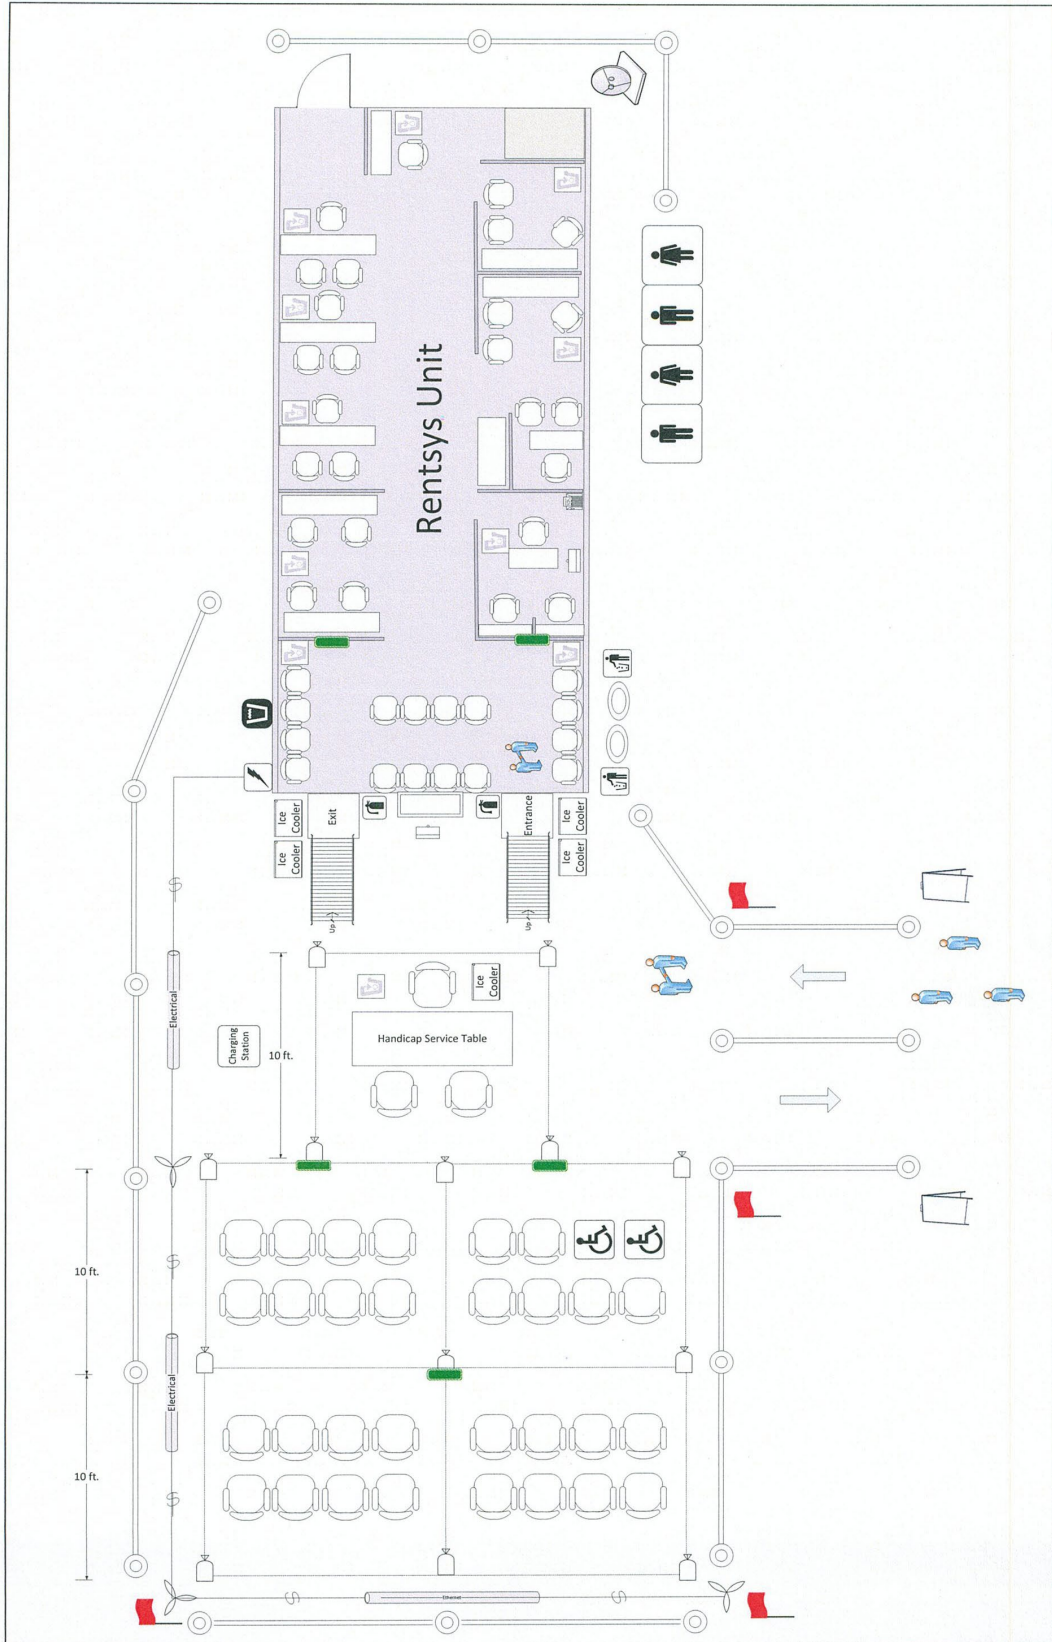 Rentsys Unit
Ice
Cooler
Ice
Cooler
Exit
Entrance
Ice
Cooler
Ice
Cooler
Up
Up
Electrical
Charging
Station
10 ft.
Ice
Cooler
Handicap Service Table
10 ft.
Electrical
10 ft.
Ethernet